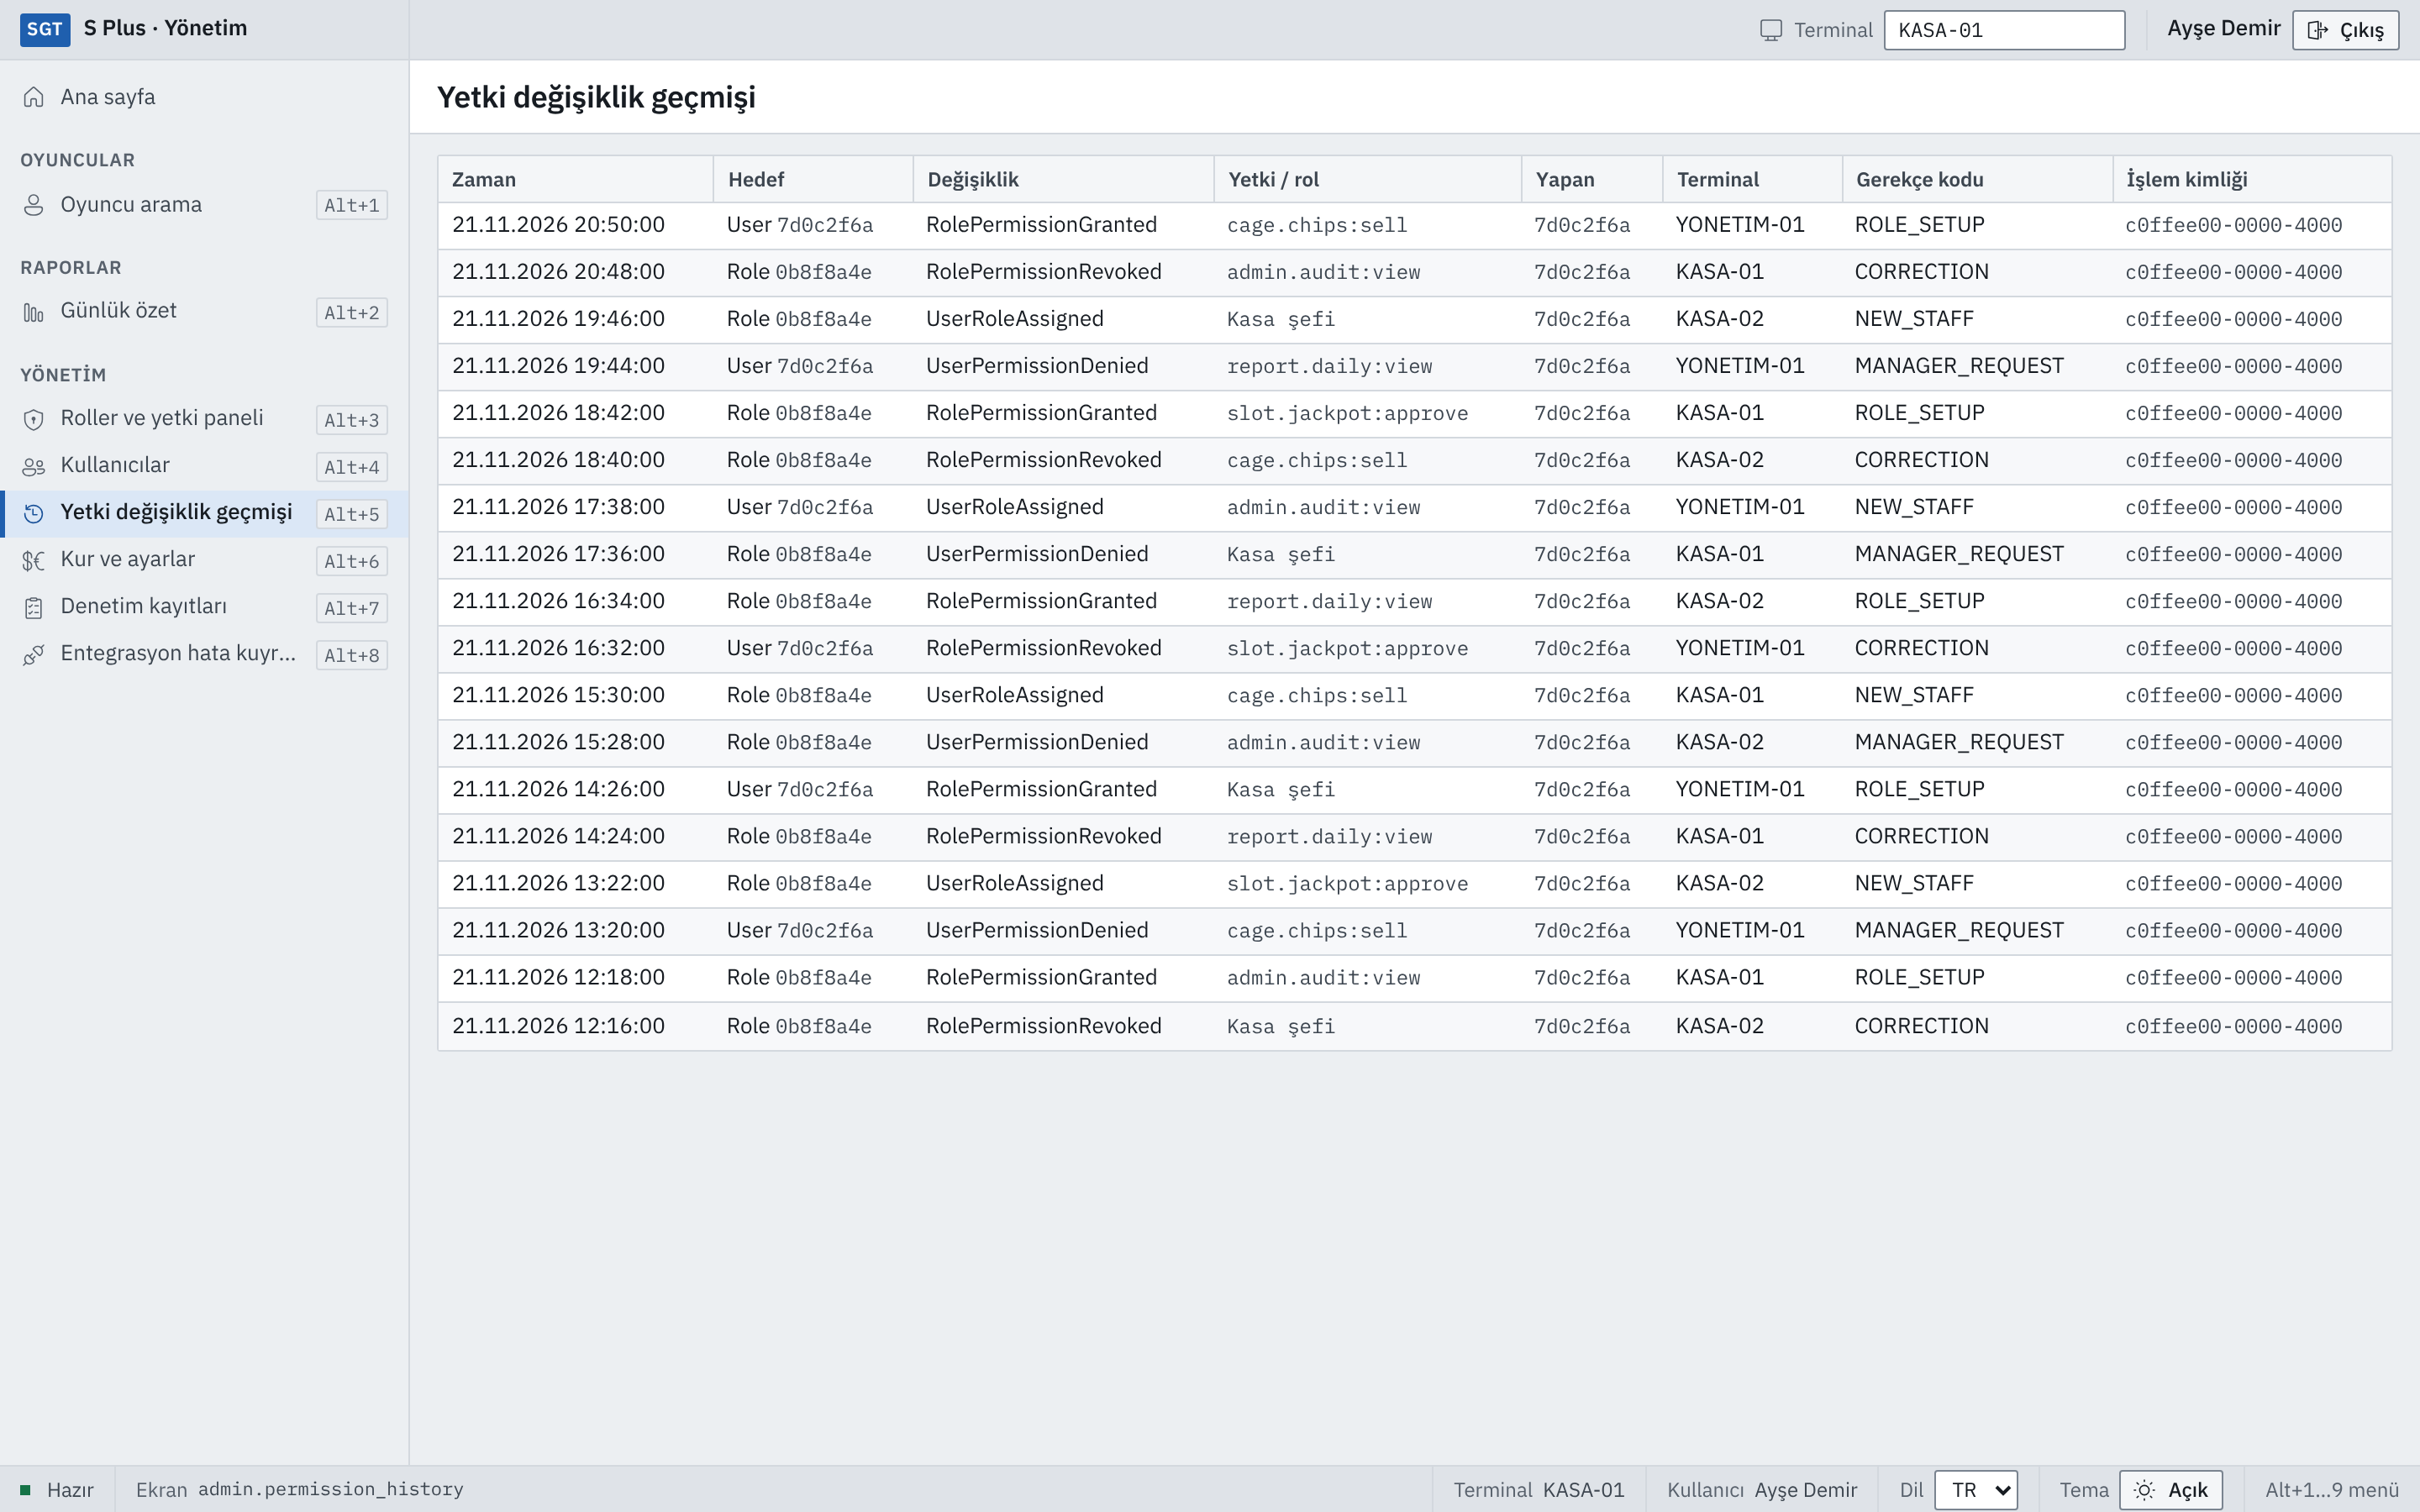 SGT S Plus · Yönetim
Terminal KASA-01 Ayşe Demir Çıkış
Ana sayfa
OYUNCULAR
Oyuncu arama Alt+1
RAPORLAR
Günlük özet Alt+2
YÖNETİM
Roller ve yetki paneli Alt+3
Kullanıcılar Alt+4
Yetki değişiklik geçmişi Alt+5
Kur ve ayarlar Alt+6
Denetim kayıtları Alt+7
Entegrasyon hata kuyr... Alt+8
Yetki değişiklik geçmişi
Zaman Hedef Değişiklik Yetki / rol Yapan Terminal Gerekçe kodu İşlem kimliği
21.11.2026 20:50:00 User 7d0c2f6a RolePermissionGranted cage.chips:sell 7d0c2f6a YONETIM-01 ROLE_SETUP c0ffee00-0000-4000
21.11.2026 20:48:00 Role 0b8f8a4e RolePermissionRevoked admin.audit:view 7d0c2f6a KASA-01 CORRECTION c0ffee00-0000-4000
21.11.2026 19:46:00 Role 0b8f8a4e UserRoleAssigned Kasa şefi 7d0c2f6a KASA-02 NEW_STAFF c0ffee00-0000-4000
21.11.2026 19:44:00 User 7d0c2f6a UserPermissionDenied report.daily:view 7d0c2f6a YONETIM-01 MANAGER_REQUEST c0ffee00-0000-4000
21.11.2026 18:42:00 Role 0b8f8a4e RolePermissionGranted slot.jackpot:approve 7d0c2f6a KASA-01 ROLE_SETUP c0ffee00-0000-4000
21.11.2026 18:40:00 Role 0b8f8a4e RolePermissionRevoked cage.chips:sell 7d0c2f6a KASA-02 CORRECTION c0ffee00-0000-4000
21.11.2026 17:38:00 User 7d0c2f6a UserRoleAssigned admin.audit:view 7d0c2f6a YONETIM-01 NEW_STAFF c0ffee00-0000-4000
21.11.2026 17:36:00 Role 0b8f8a4e UserPermissionDenied Kasa şefi 7d0c2f6a KASA-01 MANAGER_REQUEST c0ffee00-0000-4000
21.11.2026 16:34:00 Role 0b8f8a4e RolePermissionGranted report.daily:view 7d0c2f6a KASA-02 ROLE_SETUP c0ffee00-0000-4000
21.11.2026 16:32:00 User 7d0c2f6a RolePermissionRevoked slot.jackpot:approve 7d0c2f6a YONETIM-01 CORRECTION c0ffee00-0000-4000
21.11.2026 15:30:00 Role 0b8f8a4e UserRoleAssigned cage.chips:sell 7d0c2f6a KASA-01 NEW_STAFF c0ffee00-0000-4000
21.11.2026 15:28:00 Role 0b8f8a4e UserPermissionDenied admin.audit:view 7d0c2f6a KASA-02 MANAGER_REQUEST c0ffee00-0000-4000
21.11.2026 14:26:00 User 7d0c2f6a RolePermissionGranted Kasa şefi 7d0c2f6a YONETIM-01 ROLE_SETUP c0ffee00-0000-4000
21.11.2026 14:24:00 Role 0b8f8a4e RolePermissionRevoked report.daily:view 7d0c2f6a KASA-01 CORRECTION c0ffee00-0000-4000
21.11.2026 13:22:00 Role 0b8f8a4e UserRoleAssigned slot.jackpot:approve 7d0c2f6a KASA-02 NEW_STAFF c0ffee00-0000-4000
21.11.2026 13:20:00 User 7d0c2f6a UserPermissionDenied cage.chips:sell 7d0c2f6a YONETIM-01 MANAGER_REQUEST c0ffee00-0000-4000
21.11.2026 12:18:00 Role 0b8f8a4e RolePermissionGranted admin.audit:view 7d0c2f6a KASA-01 ROLE_SETUP c0ffee00-0000-4000
21.11.2026 12:16:00 Role 0b8f8a4e RolePermissionRevoked Kasa şefi 7d0c2f6a KASA-02 CORRECTION c0ffee00-0000-4000
Hazır Ekran admin.permission_history Terminal KASA-01 Kullanıcı Ayşe Demir Dil TR Tema Açık Alt+1...9 menü